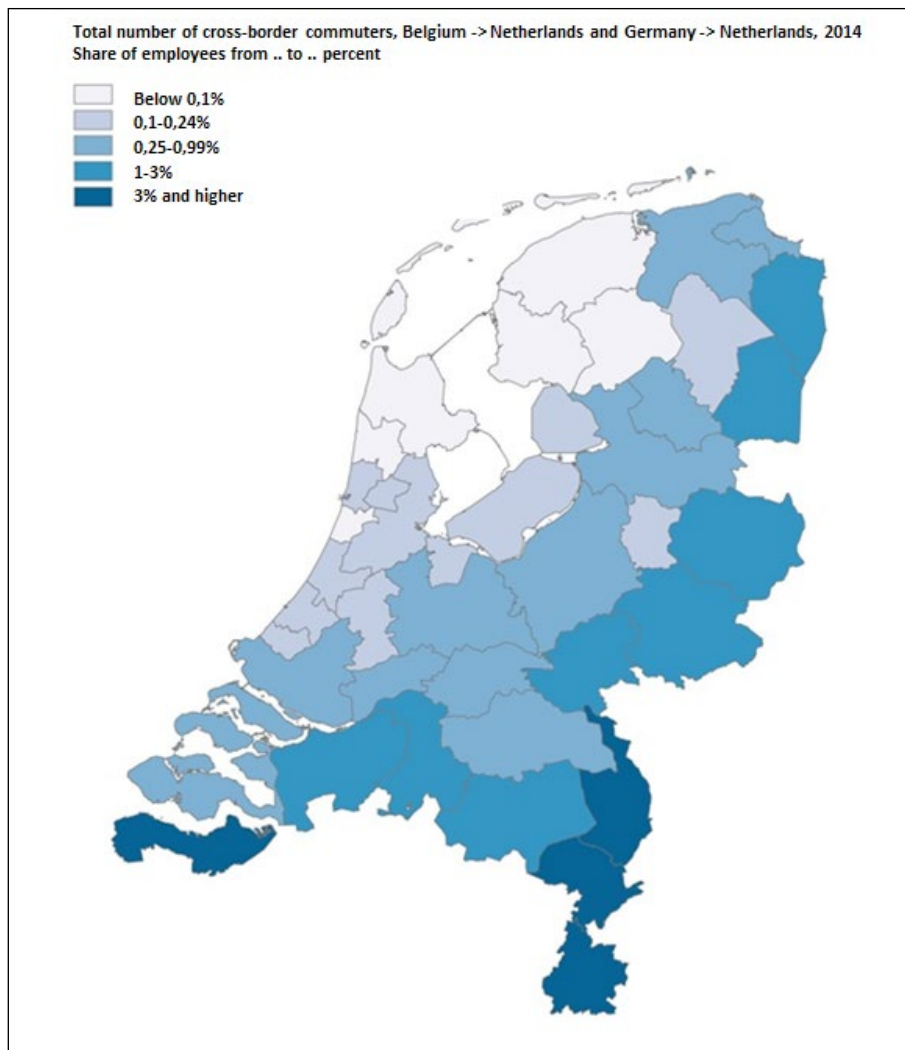 Total number of cross-border commuters, Belgium -> Netherlands and Germany -> Netherlands, 2014
Share of employees from .. to .. percent
Below 0,1%
0,1-0,24%
0,25-0,99%
1-3%
3% and higher